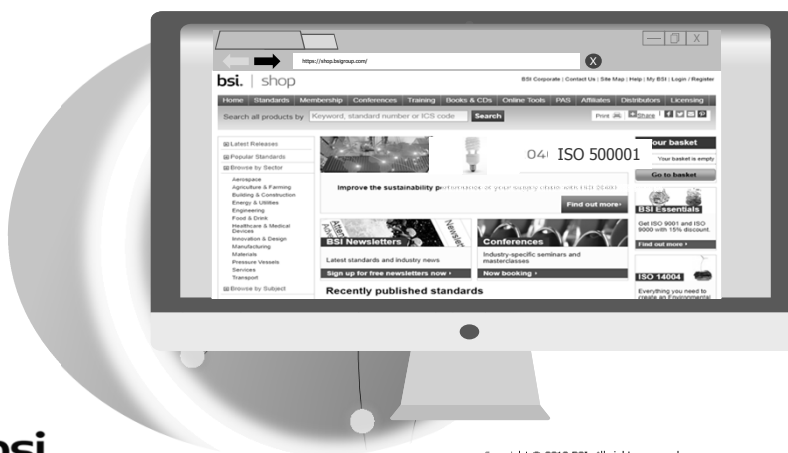 https://shop.bsigroup.com/
X
X
bsi. | shop
BSI Corporate | Contact Us | Site Map | Help | My BSI | Login / Register
Home Standards Membership Conferences Training Books & CDs Online Tools PAS Affiliates Distributors Licensing
Search all products by Keyword, standard number or ICS code Search
Print Share
Latest Releases
Popular Standards
Browse by Sector
Aerospace
Agriculture & Farming
Building & Construction
Energy & Utilities
Engineering
Food & Drink
Healthcare & Medical
Devices
Innovation & Design
Manufacturing
Materials
Pressure Vessels
Services
Transport
Browse by Subject
ISO 500001
Improve the sustainability
Find out more
BSI Newsletters
Latest standards and industry news
Sign up for free newsletters now
Conferences
Industry-specific seminars and
masterclasses
Now booking
Recently published standards
our basket
Your basket is empty
Go to basket
BSI Essentials
Get ISO 9001 and ISO
9000 with 15% discount.
Find out more
ISO 14004
Everything you need to
create an Environmental
bsi